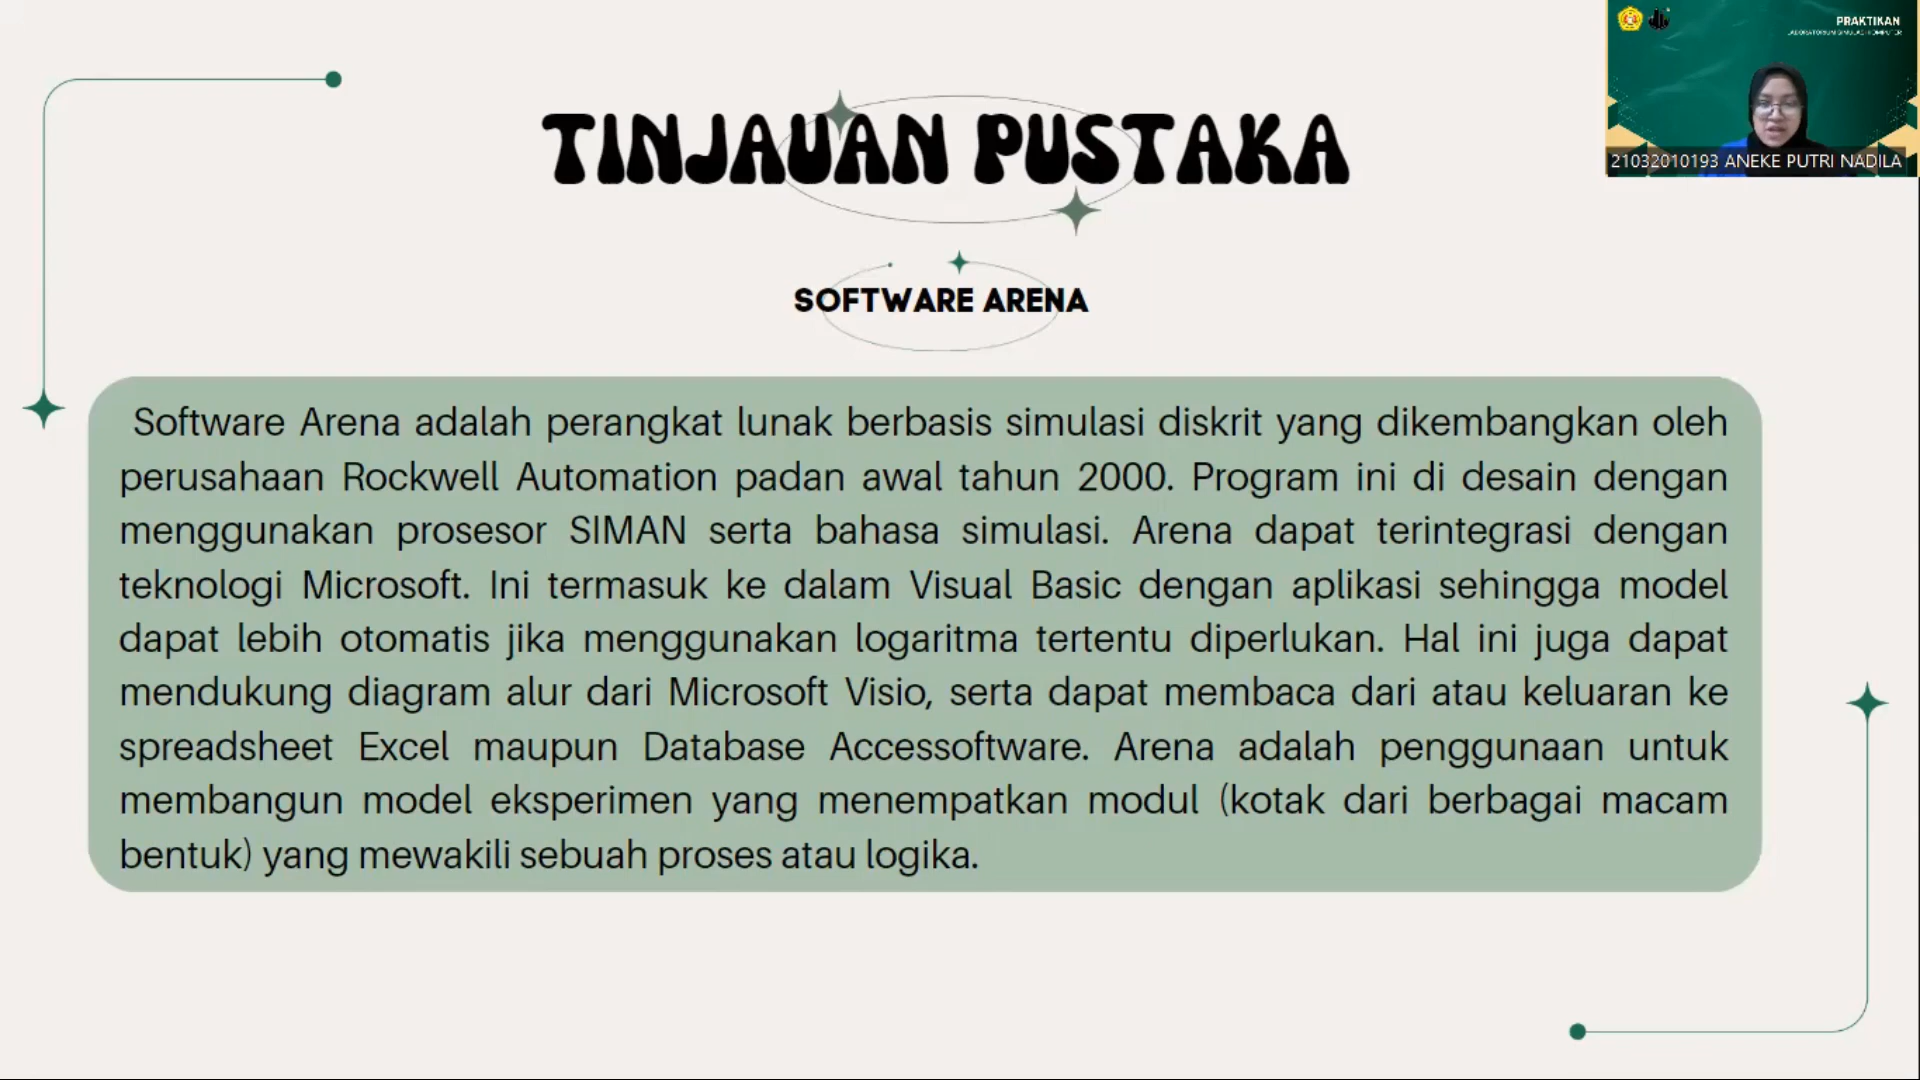 PRAKTIKAN
LABORATORIUM SIMULASI KOMPUTER
21032010193 ANEKE PUTRI NADILA
TINJAUAN PUSTAKA
SOFTWARE ARENA
Software Arena adalah perangkat lunak berbasis simulasi diskrit yang dikembangkan oleh
perusahaan Rockwell Automation padan awal tahun 2000. Program ini di desain dengan
menggunakan prosesor SIMAN serta bahasa simulasi. Arena dapat terintegrasi dengan
teknologi Microsoft. Ini termasuk ke dalam Visual Basic dengan aplikasi sehingga model
dapat lebih otomatis jika menggunakan logaritma tertentu diperlukan. Hal ini juga dapat
mendukung diagram alur dari Microsoft Visio, serta dapat membaca dari atau keluaran ke
spreadsheet Excel maupun Database Accessoftware. Arena adalah penggunaan untuk
membangun model eksperimen yang menempatkan modul (kotak dari berbagai macam
bentuk) yang mewakili sebuah proses atau logika.